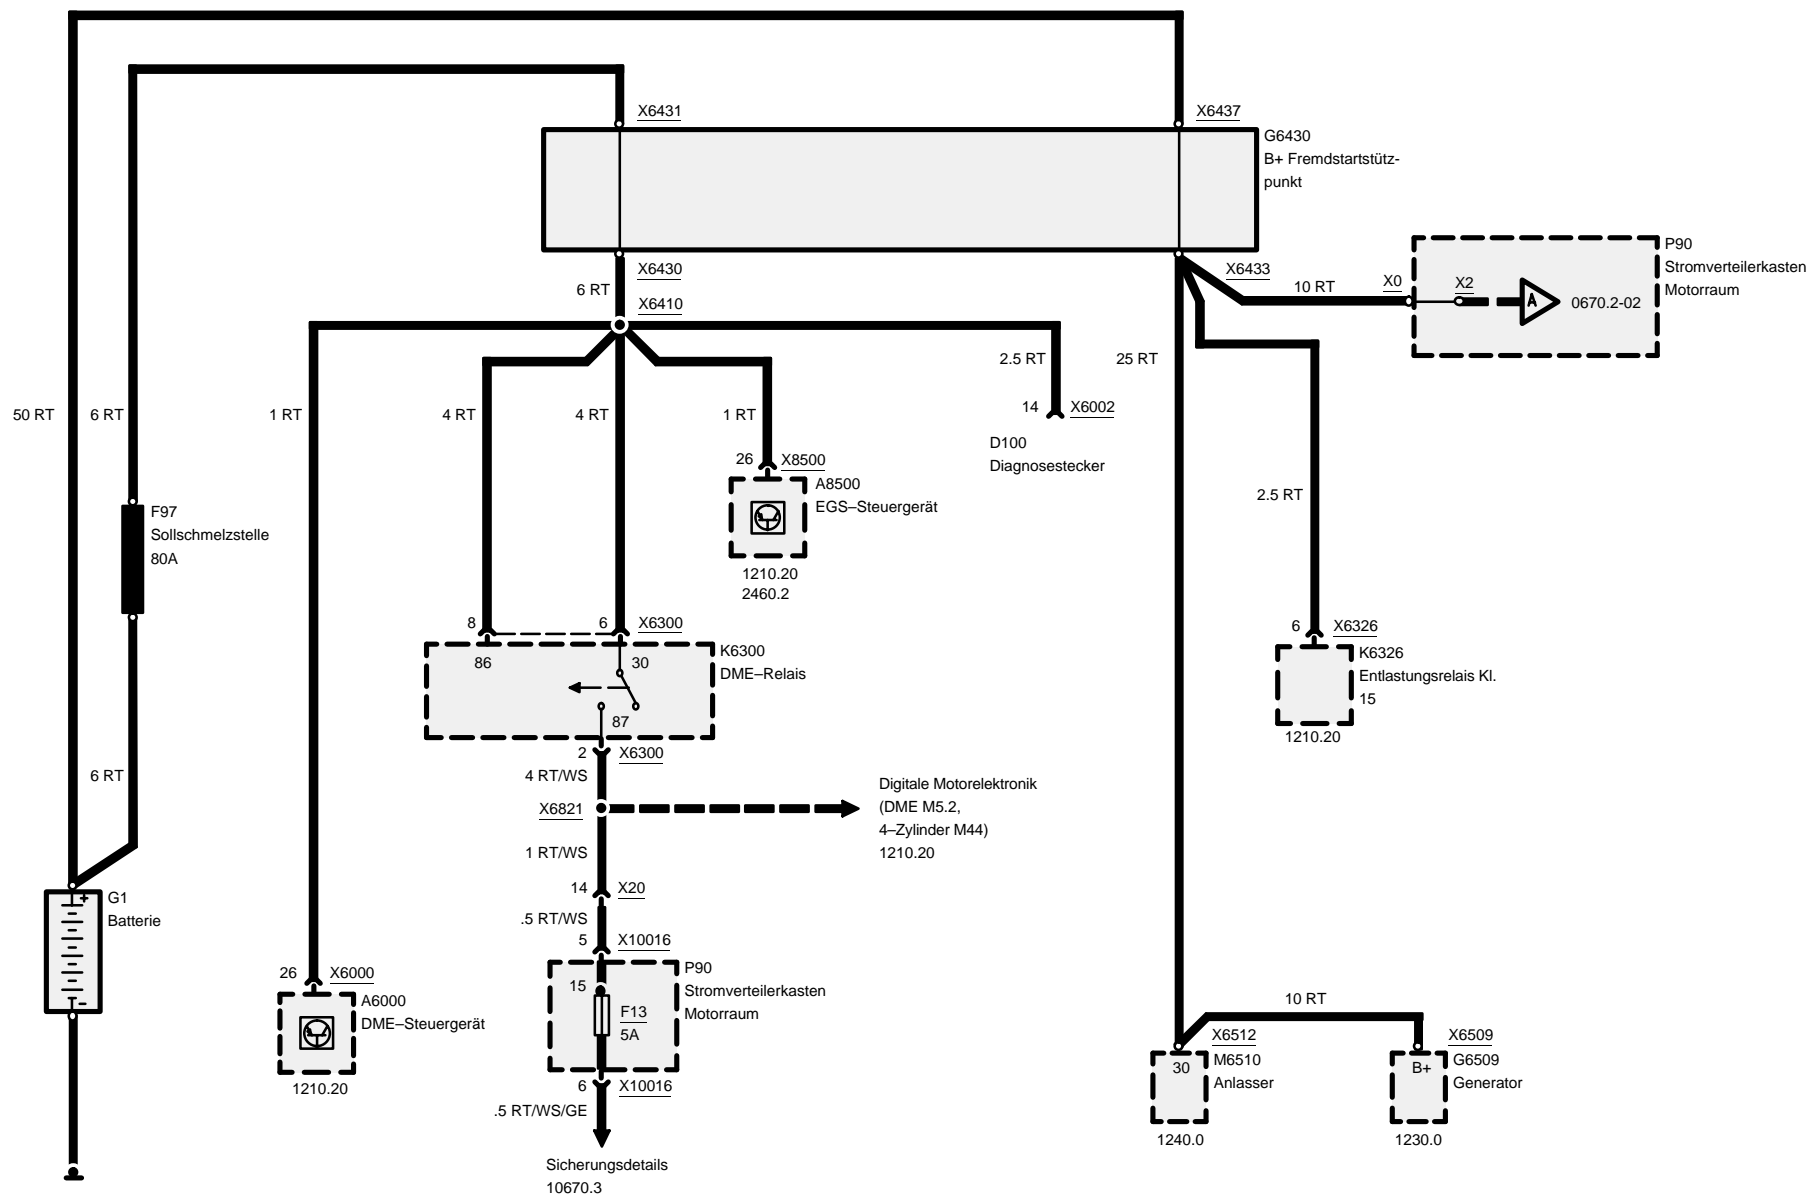 X6431
X6437
G6430
B+ Fremdstartstütz-
punkt
X6430
6 RT
X6410
X6433
10 RT
X0
X2
A
0670.2-02
P90
Stromverteilerkasten
Motorraum
50 RT
6 RT
1 RT
4 RT
4 RT
1 RT
2.5 RT
25 RT
14
X6002
D100
Diagnosestecker
26
X8500
A8500
EGS–Steuergerät
1210.20
2460.2
2.5 RT
F97
Sollschmelzstelle
80A
8
6
X6300
86
30
87
K6300
DME–Relais
6
X6326
K6326
Entlastungsrelais Kl.
15
1210.20
2
X6300
4 RT/WS
6 RT
X6821
Digitale Motorelektronik
(DME M5.2,
4–Zylinder M44)
1210.20
1 RT/WS
14
X20
.5 RT/WS
5
X10016
+
-
G1
Batterie
26
X6000
A6000
DME–Steuergerät
1210.20
15
F13
5A
P90
Stromverteilerkasten
Motorraum
6
X10016
.5 RT/WS/GE
Sicherungsdetails
10670.3
10 RT
X6512
30
M6510
Anlasser
1240.0
X6509
B+
G6509
Generator
1230.0